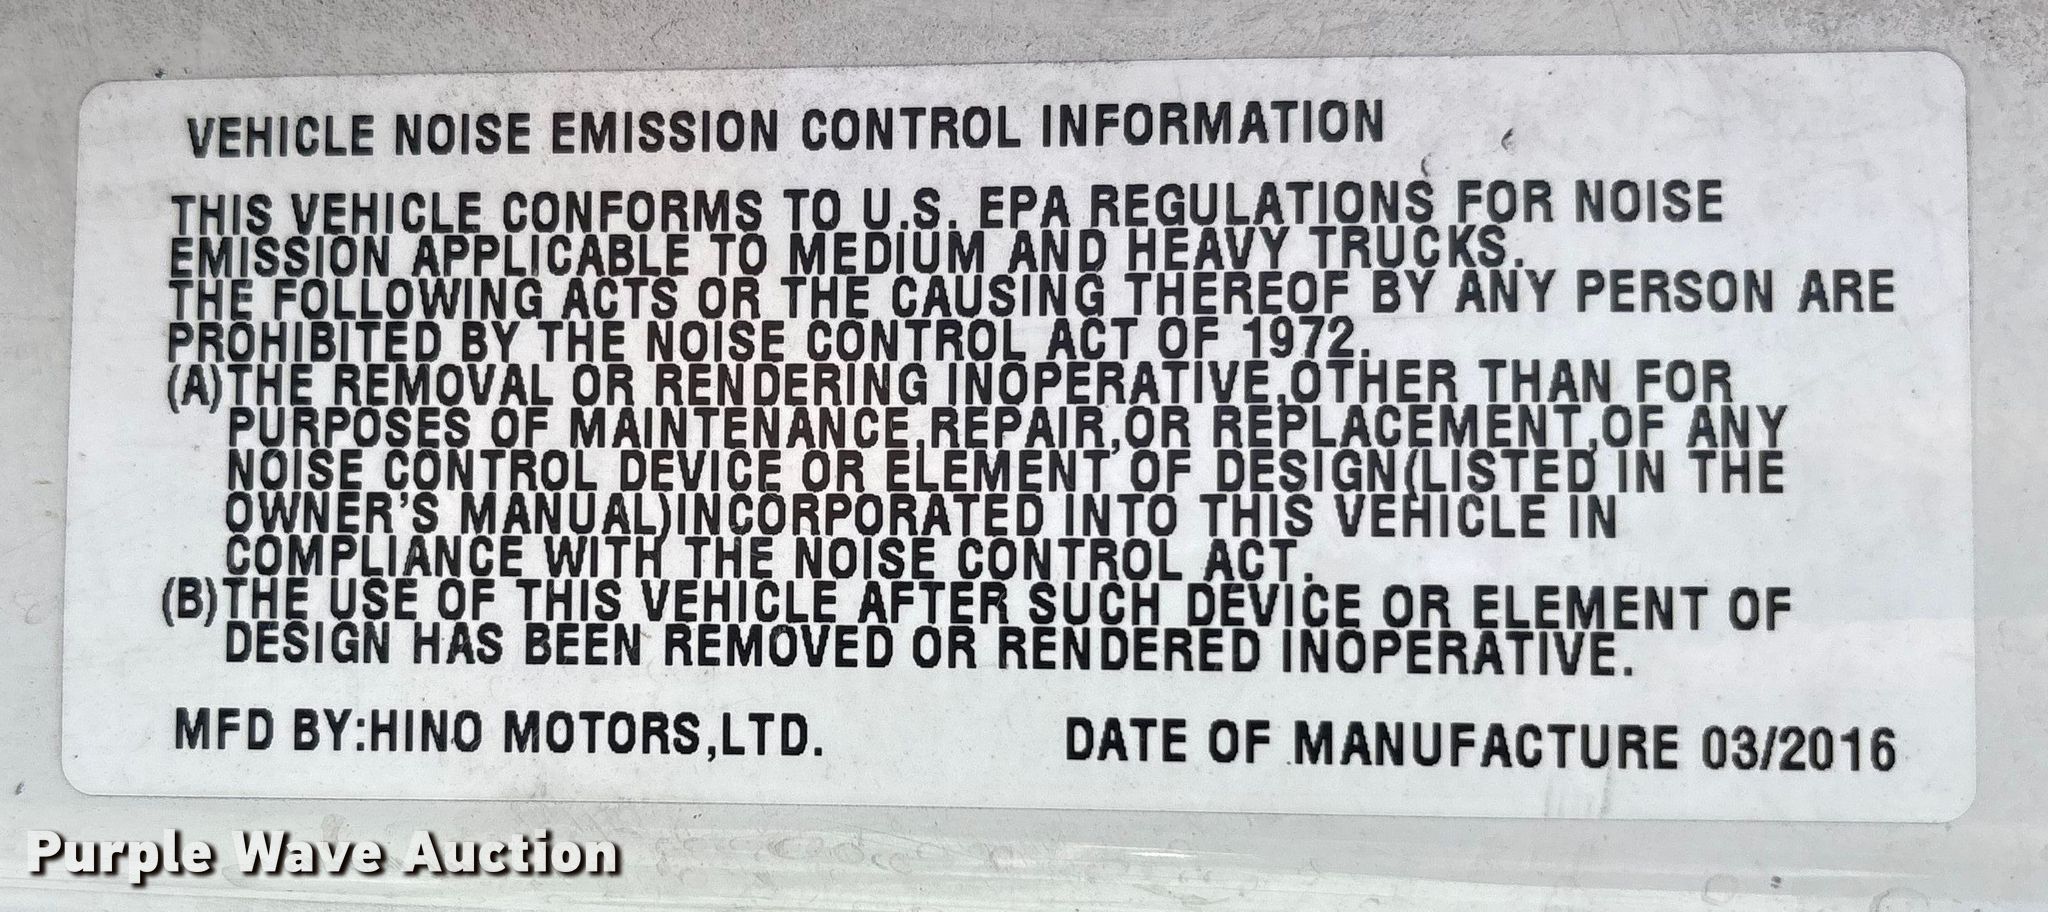 VEHICLE NOISE EMISSION CONTROL INFORMATION
THIS VEHICLE CONFORMS TO U.S. EPA REGULATIONS FOR NOISE
EMISSION APPLICABLE TO MEDIUM AND HEAVY TRUCKS.
THE FOLLOWING ACTS OR THE CAUSING THEREOF BY ANY PERSON ARE
PROHIBITED BY THE NOISE CONTROL ACT OF 1972.
(A)THE REMOVAL OR RENDERING INOPERATIVE,OTHER THAN FOR
PURPOSES OF MAINTENANCE,REPAIR,OR REPLACEMENT,OF ANY
NOISE CONTROL DEVICE OR ELEMENT OF DESIGN(LISTED IN THE
OWNER'S MANUAL)INCORPORATED INTO THIS VEHICLE IN
COMPLIANCE WITH THE NOISE CONTROL ACT.
(B)THE USE OF THIS VEHICLE AFTER SUCH DEVICE OR ELEMENT OF
DESIGN HAS BEEN REMOVED OR RENDERED INOPERATIVE.
MFD BY:HINO MOTORS,LTD. DATE OF MANUFACTURE 03/2016
Purple Wave Auction